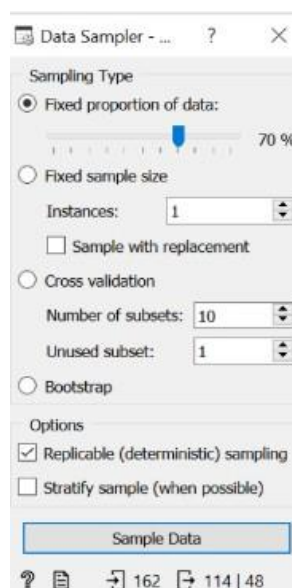 Data Sampler - ... ? ×
Sampling Type
Fixed proportion of data:
70 %
Fixed sample size
Instances: 1
Sample with replacement
Cross validation
Number of subsets: 10
Unused subset: 1
Bootstrap
Options
Replicable (deterministic) sampling
Stratify sample (when possible)
Sample Data
? 162 114 | 48